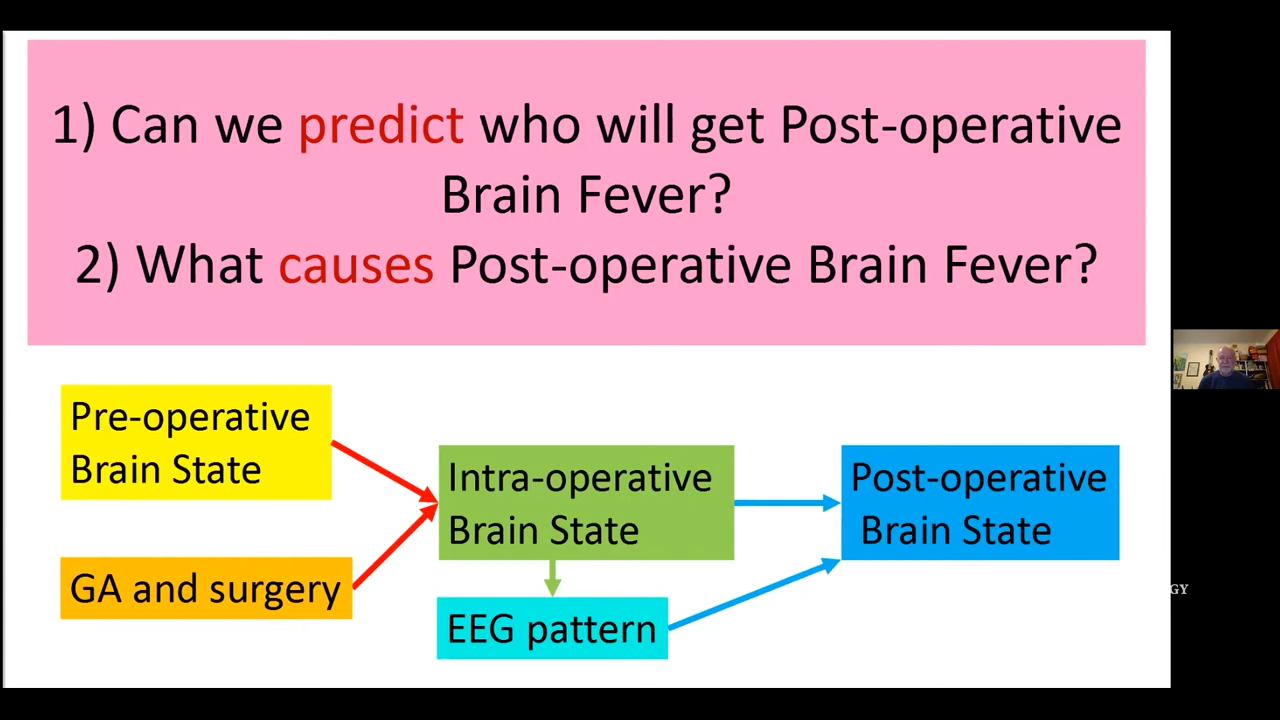 1) Can we predict who will get Post-operative
Brain Fever?
2) What causes Post-operative Brain Fever?
Pre-operative
Brain State
GA and surgery
Intra-operative
Brain State
EEG pattern
Post-operative
Brain State
GY